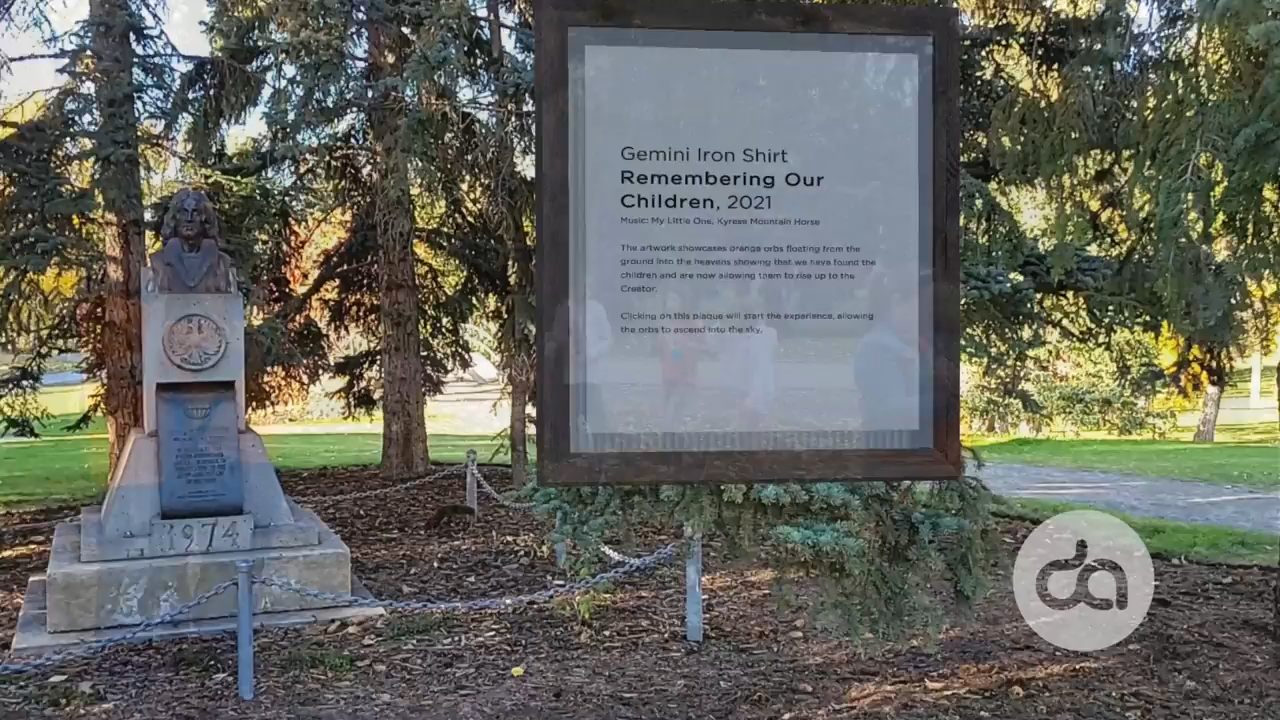 Gemini Iron Shirt
Remembering Our
Children, 2021
Music: My Little One, Kyress Mountain Horse
The artwork showcases orange orbs floating from the
ground into the heavens showing that we have found the
children and are now allowing them to rise up to the
Creator.
Clicking on this plaque will start the experience, allowing
the orbs to ascend into the sky.
1974
da